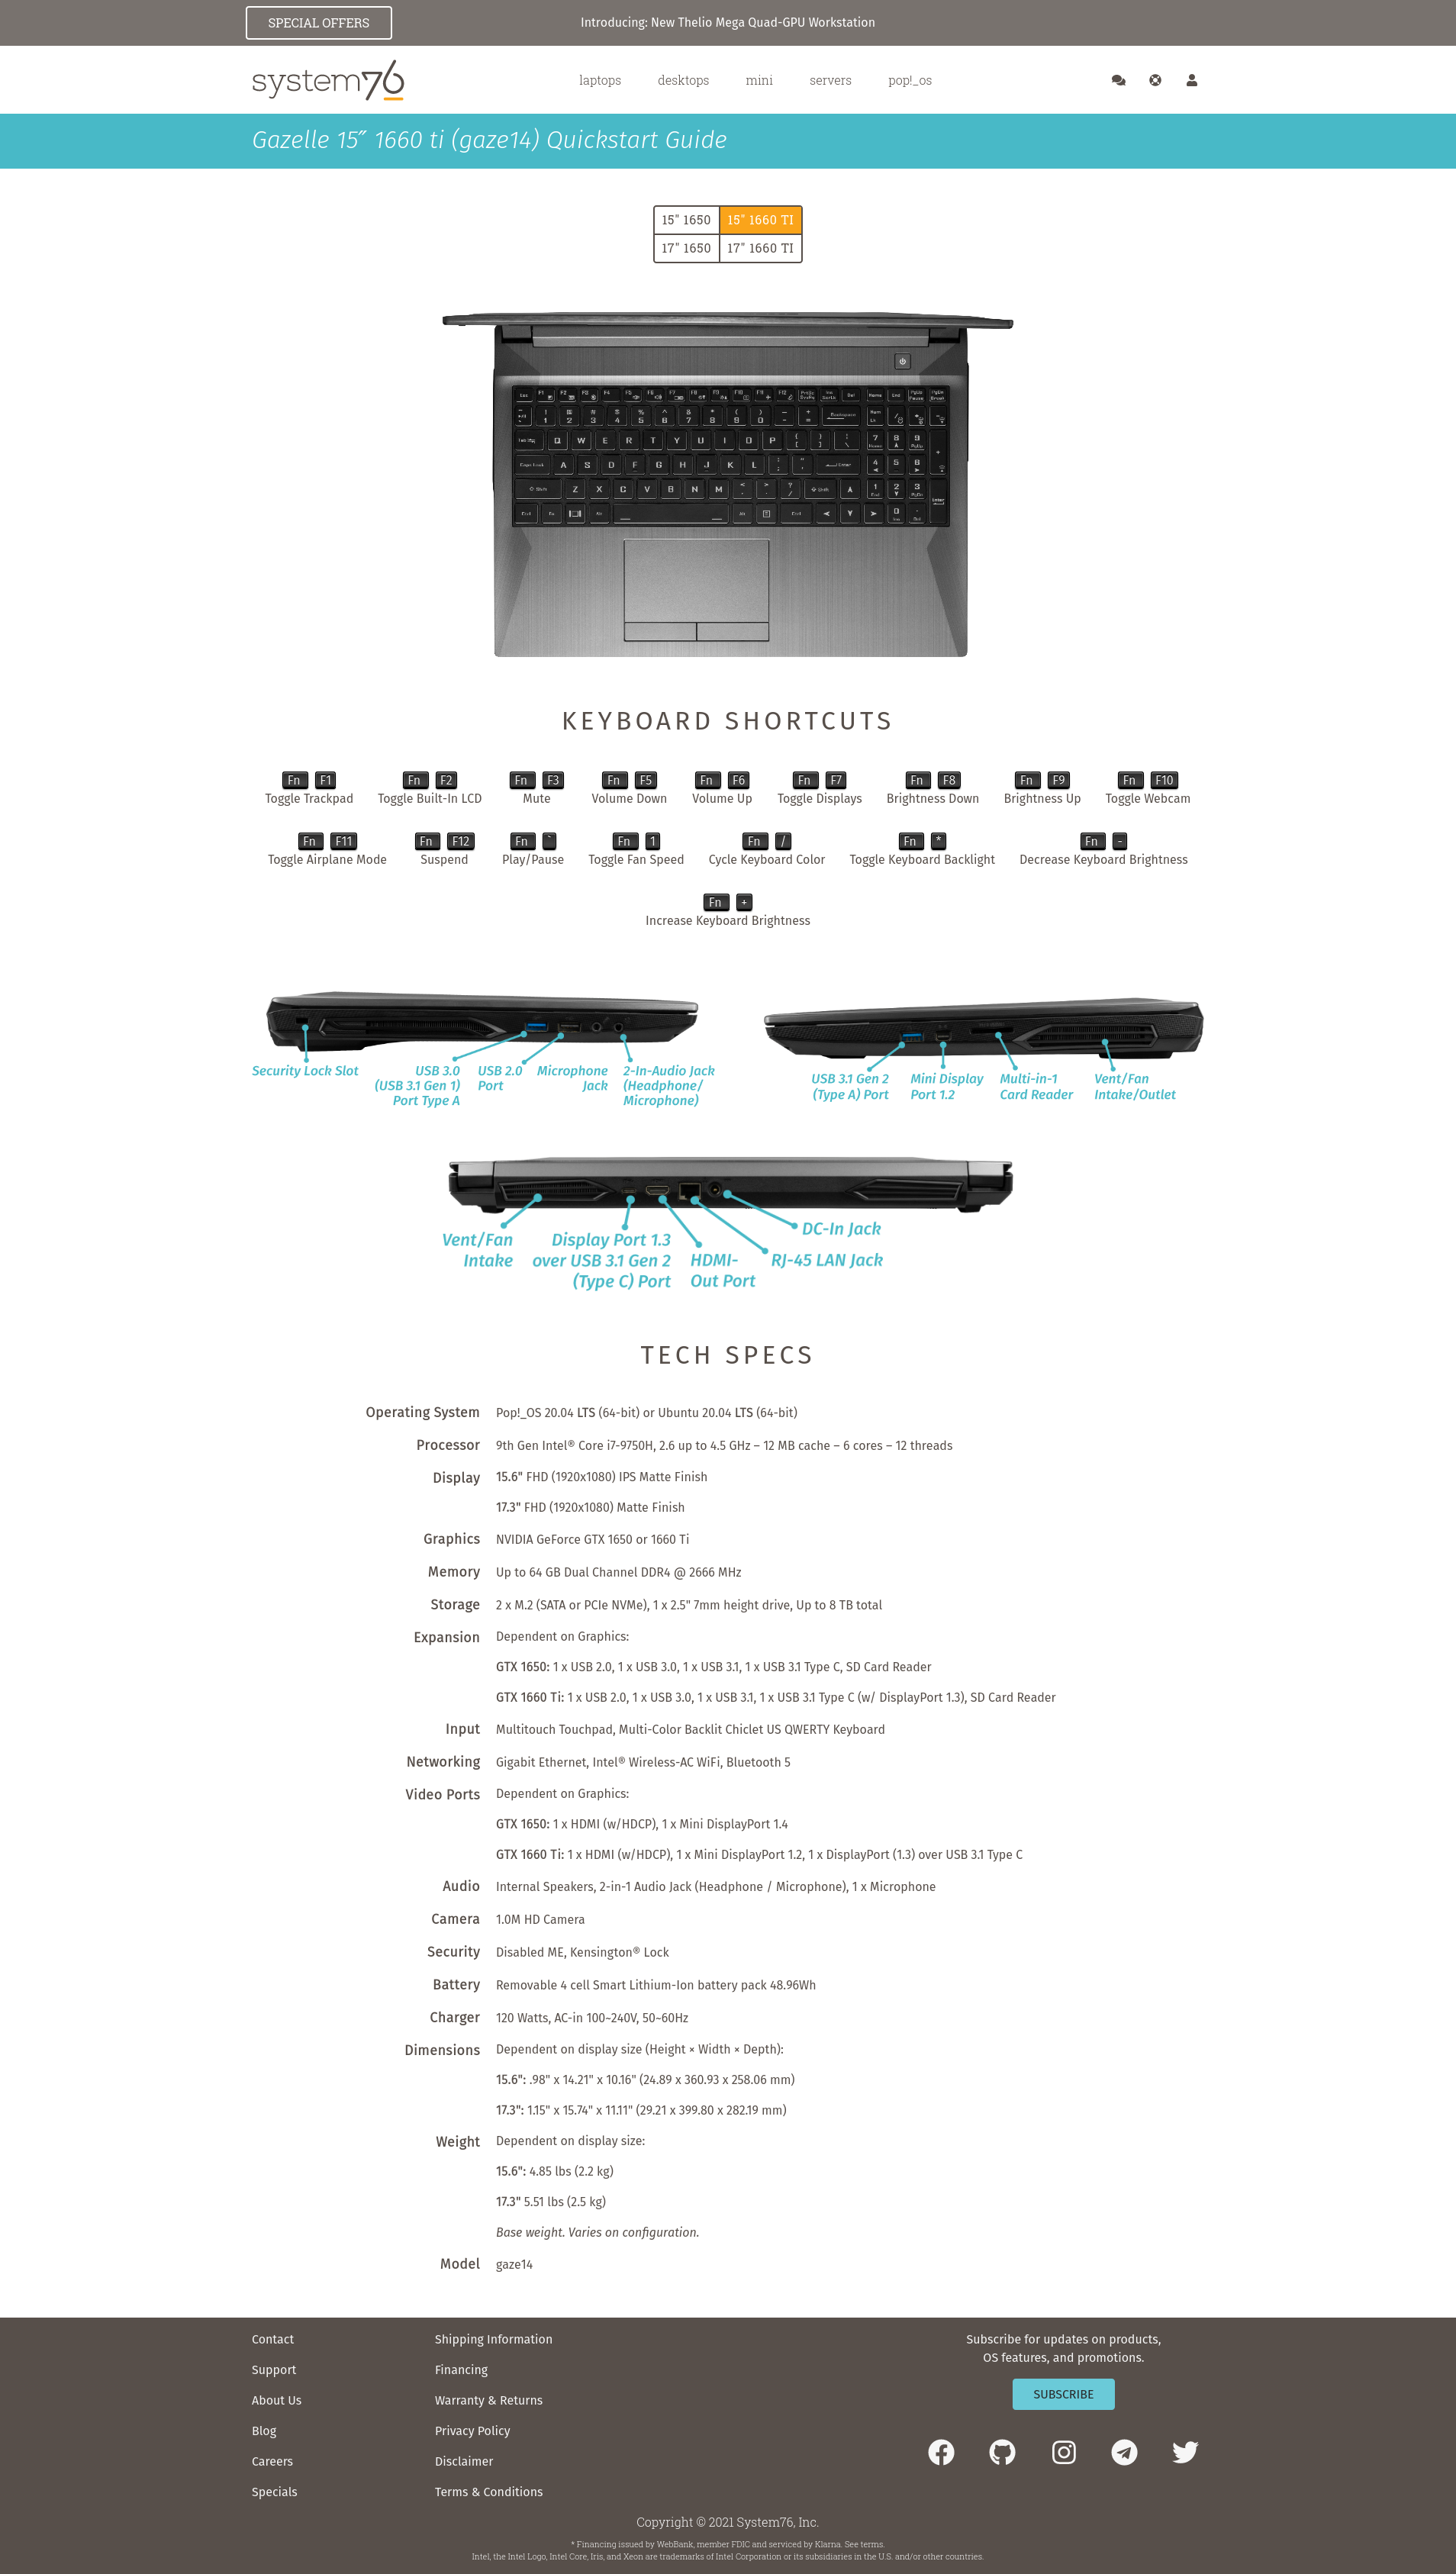 SPECIAL OFFERS
Introducing: New Thelio Mega Quad-GPU Workstation
system76
laptops desktops mini servers pop!_os
Gazelle 15˝ 1660 ti (gaze14) Quickstart Guide
15" 1650 15" 1660 TI
17" 1650 17" 1660 TI
KEYBOARD SHORTCUTS
Fn F1 Fn F2 Fn F3 Fn F5 Fn F6 Fn F7 Fn F8 Fn F9 Fn F10
Toggle Trackpad Toggle Built-In LCD Mute Volume Down Volume Up Toggle Displays Brightness Down Brightness Up Toggle Webcam
Fn F11 Fn F12 Fn ` Fn 1 Fn / Fn * Fn -
Toggle Airplane Mode Suspend Play/Pause Toggle Fan Speed Cycle Keyboard Color Toggle Keyboard Backlight Decrease Keyboard Brightness
Fn +
Increase Keyboard Brightness
Security Lock Slot
USB 3.0
(USB 3.1 Gen 1)
Port Type A
USB 2.0
Port
Microphone
Jack
2-In-Audio Jack
(Headphone/
Microphone)
USB 3.1 Gen 2
(Type A) Port
Mini Display
Port 1.2
Multi-in-1
Card Reader
Vent/Fan
Intake/Outlet
Vent/Fan
Intake
Display Port 1.3
over USB 3.1 Gen 2
(Type C) Port
HDMI-
Out Port
DC-In Jack
RJ-45 LAN Jack
TECH SPECS
Operating System Pop!_OS 20.04 LTS (64-bit) or Ubuntu 20.04 LTS (64-bit)
Processor 9th Gen Intel® Core i7-9750H, 2.6 up to 4.5 GHz – 12 MB cache – 6 cores – 12 threads
Display 15.6" FHD (1920x1080) IPS Matte Finish
17.3" FHD (1920x1080) Matte Finish
Graphics NVIDIA GeForce GTX 1650 or 1660 Ti
Memory Up to 64 GB Dual Channel DDR4 @ 2666 MHz
Storage 2 x M.2 (SATA or PCIe NVMe), 1 x 2.5" 7mm height drive, Up to 8 TB total
Expansion Dependent on Graphics:
GTX 1650: 1 x USB 2.0, 1 x USB 3.0, 1 x USB 3.1, 1 x USB 3.1 Type C, SD Card Reader
GTX 1660 Ti: 1 x USB 2.0, 1 x USB 3.0, 1 x USB 3.1, 1 x USB 3.1 Type C (w/ DisplayPort 1.3), SD Card Reader
Input Multitouch Touchpad, Multi-Color Backlit Chiclet US QWERTY Keyboard
Networking Gigabit Ethernet, Intel® Wireless-AC WiFi, Bluetooth 5
Video Ports Dependent on Graphics:
GTX 1650: 1 x HDMI (w/HDCP), 1 x Mini DisplayPort 1.4
GTX 1660 Ti: 1 x HDMI (w/HDCP), 1 x Mini DisplayPort 1.2, 1 x DisplayPort (1.3) over USB 3.1 Type C
Audio Internal Speakers, 2-in-1 Audio Jack (Headphone / Microphone), 1 x Microphone
Camera 1.0M HD Camera
Security Disabled ME, Kensington® Lock
Battery Removable 4 cell Smart Lithium-Ion battery pack 48.96Wh
Charger 120 Watts, AC-in 100~240V, 50~60Hz
Dimensions Dependent on display size (Height × Width × Depth):
15.6": .98" x 14.21" x 10.16" (24.89 x 360.93 x 258.06 mm)
17.3": 1.15" x 15.74" x 11.11" (29.21 x 399.80 x 282.19 mm)
Weight Dependent on display size:
15.6": 4.85 lbs (2.2 kg)
17.3" 5.51 lbs (2.5 kg)
Base weight. Varies on configuration.
Model gaze14
Contact
Support
About Us
Blog
Careers
Specials
Shipping Information
Financing
Warranty & Returns
Privacy Policy
Disclaimer
Terms & Conditions
Subscribe for updates on products,
OS features, and promotions.
SUBSCRIBE
Copyright © 2021 System76, Inc.
* Financing issued by WebBank, member FDIC and serviced by Klarna. See terms.
Intel, the Intel Logo, Intel Core, Iris, and Xeon are trademarks of Intel Corporation or its subsidiaries in the U.S. and/or other countries.